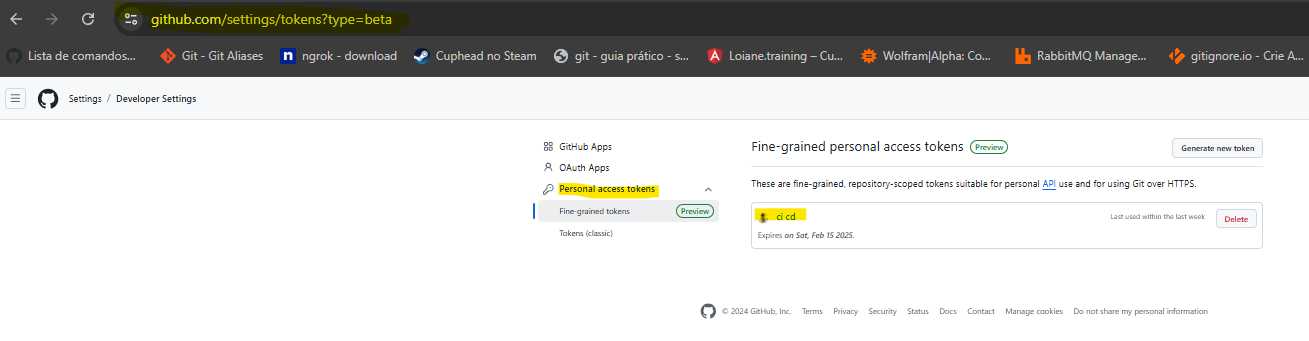 github.com/settings/tokens?type=beta
Lista de comandos... Git - Git Aliases ngrok - download Cuphead no Steam git - guia prático - s... Loiane.training – Cu... Wolfram|Alpha: Co... RabbitMQ Manage... gitignore.io - Crie A...
Settings / Developer Settings
GitHub Apps
OAuth Apps
Personal access tokens
Fine-grained tokens Preview
Tokens (classic)
Fine-grained personal access tokens Preview Generate new token
These are fine-grained, repository-scoped tokens suitable for personal API use and for using Git over HTTPS.
ci cd Last used within the last week Delete
Expires on Sat, Feb 15 2025.
© 2024 GitHub, Inc. Terms Privacy Security Status Docs Contact Manage cookies Do not share my personal information